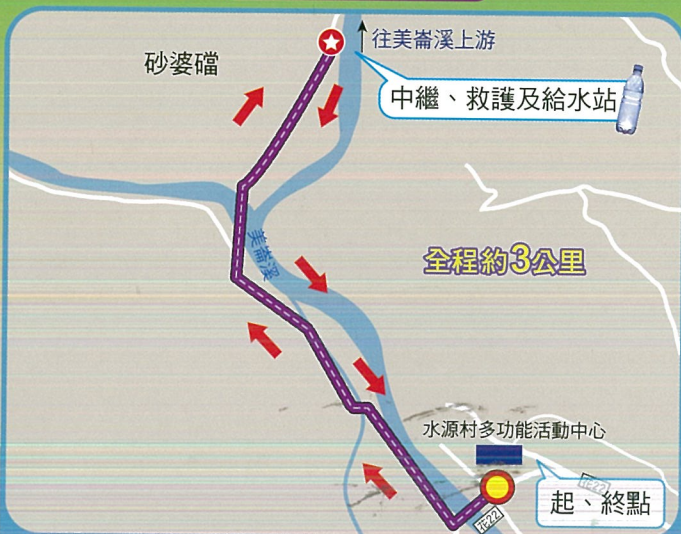 往美崙溪上游
砂婆礑
中繼、救護及給水站
美崙溪
全程約3公里
水源村多功能活動中心
花22
起、終點
花22